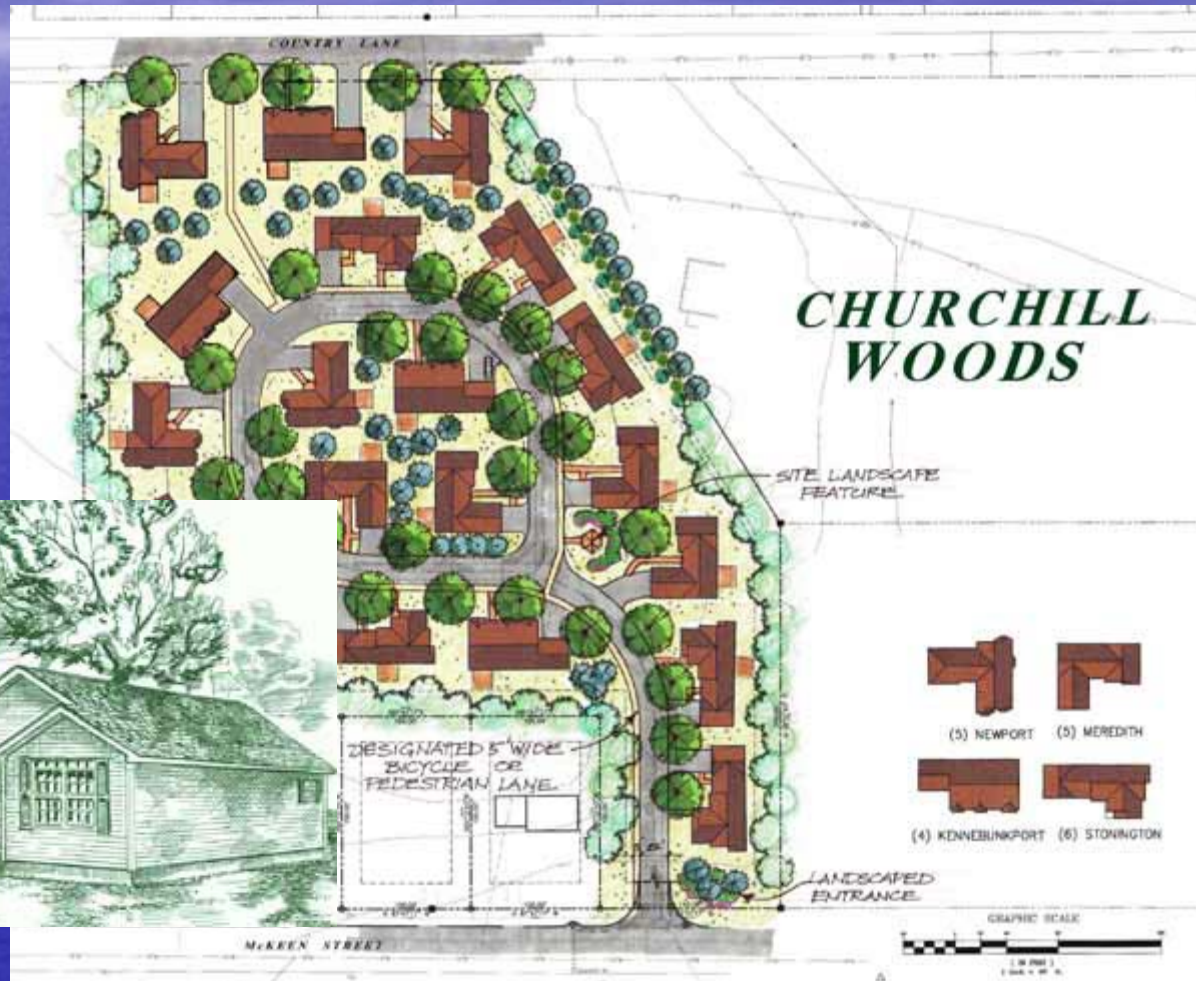 COUNTRY LANE
CHURCHILL
WOODS
SITE LANDSCAPE
FEATURE
DESIGNATED 5' WIDE
BICYCLE OR
PEDESTRIAN LANE
(5) NEWPORT (5) MEREDITH
(4) KENNEBUNKPORT (6) STONINGTON
LANDSCAPED
ENTRANCE
GRAPHIC SCALE
McKEEN STREET